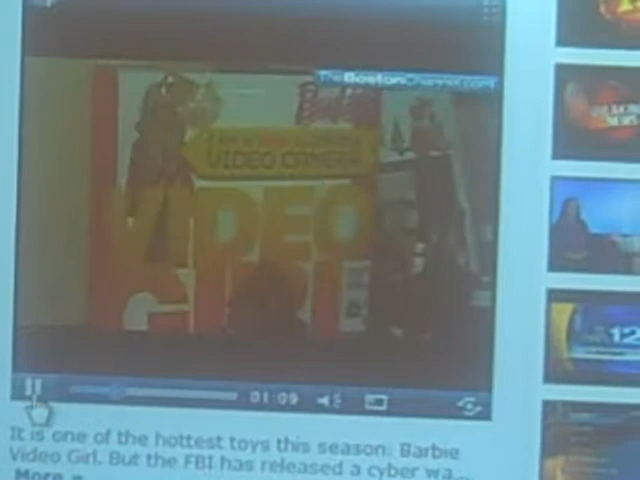 TheBostonChannel.com
VIDEO CAMERA
VIDEO
01:09
12
It is one of the hottest toys this season: Barbie
Video Girl. But the FBI has released a cyber wa...
More »